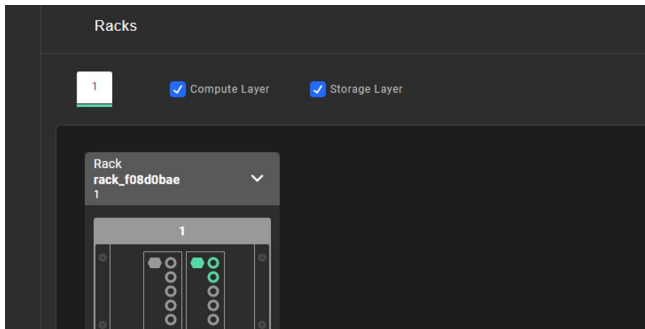 Racks
1
Compute Layer
Storage Layer
Rack
rack_f08d0bae
1
1